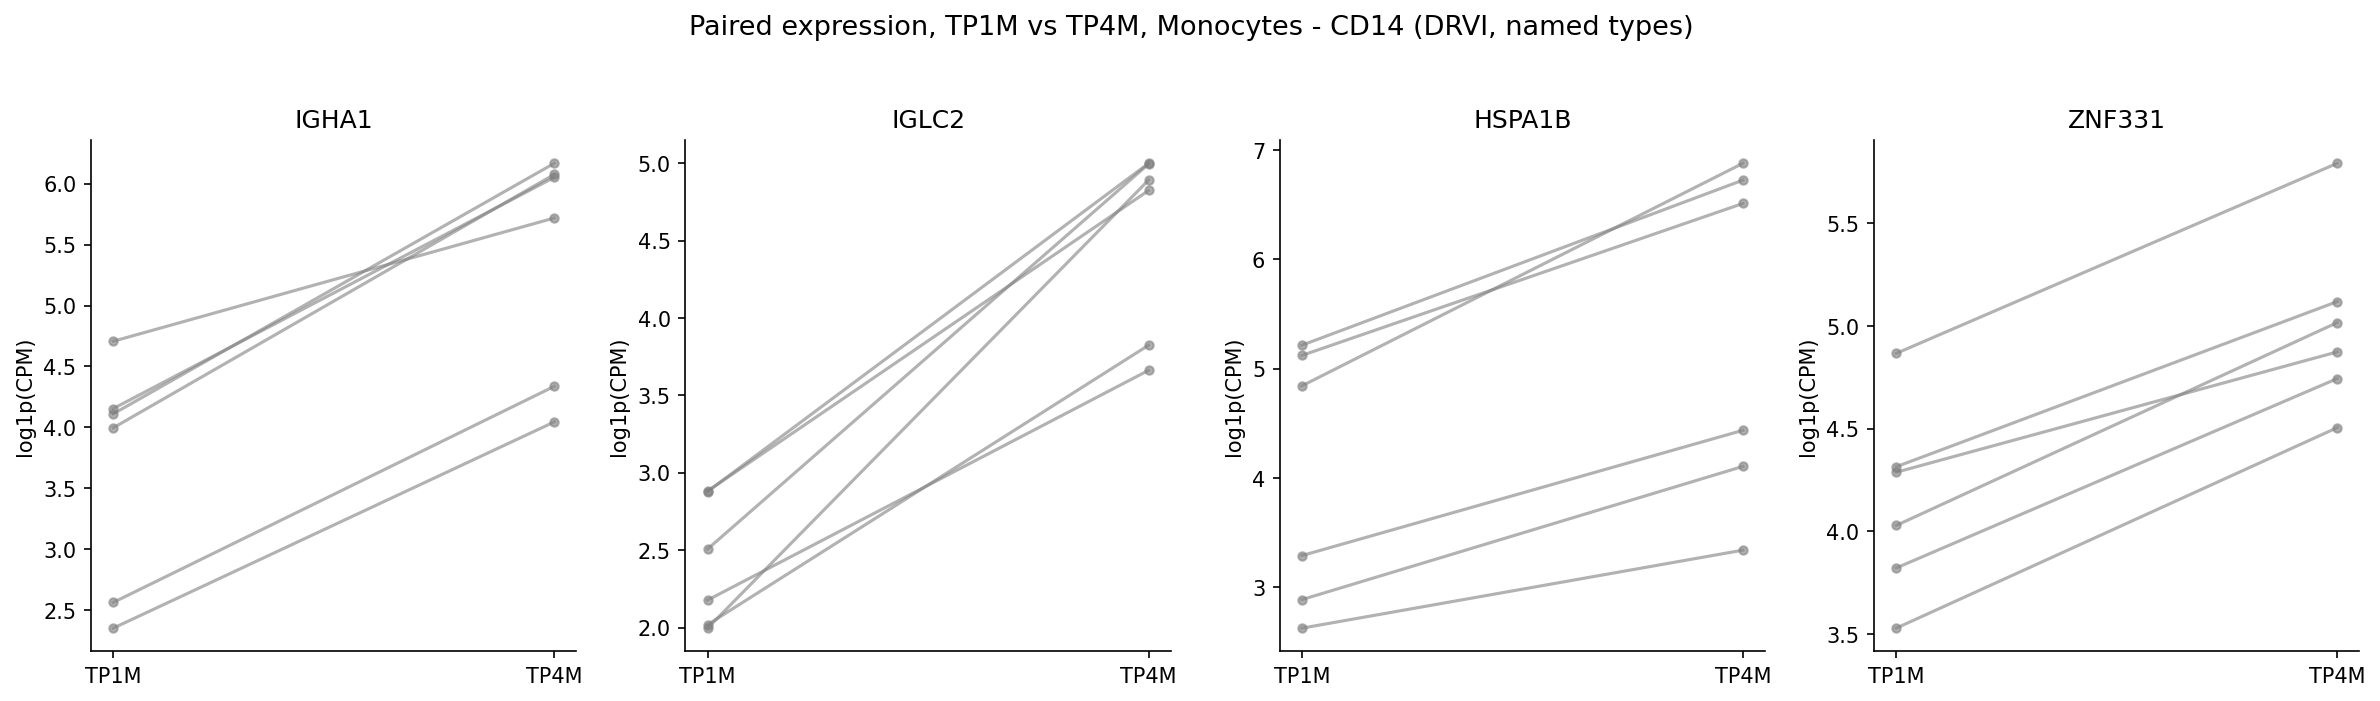 Paired expression, TP1M vs TP4M, Monocytes - CD14 (DRVI, named types)
IGHA1
log1p(CPM)
6.0
5.5
5.0
4.5
4.0
3.5
3.0
2.5
TP1M TP4M
IGLC2
log1p(CPM)
5.0
4.5
4.0
3.5
3.0
2.5
2.0
TP1M TP4M
HSPA1B
log1p(CPM)
7
6
5
4
3
TP1M TP4M
ZNF331
log1p(CPM)
5.5
5.0
4.5
4.0
3.5
TP1M TP4M